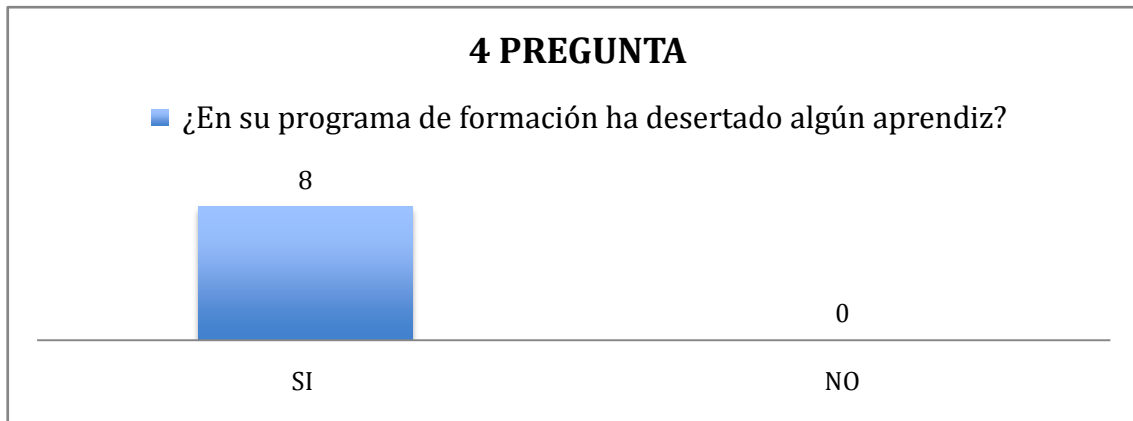 4 PREGUNTA
¿En su programa de formación ha desertado algún aprendiz?
8
0
SI
NO